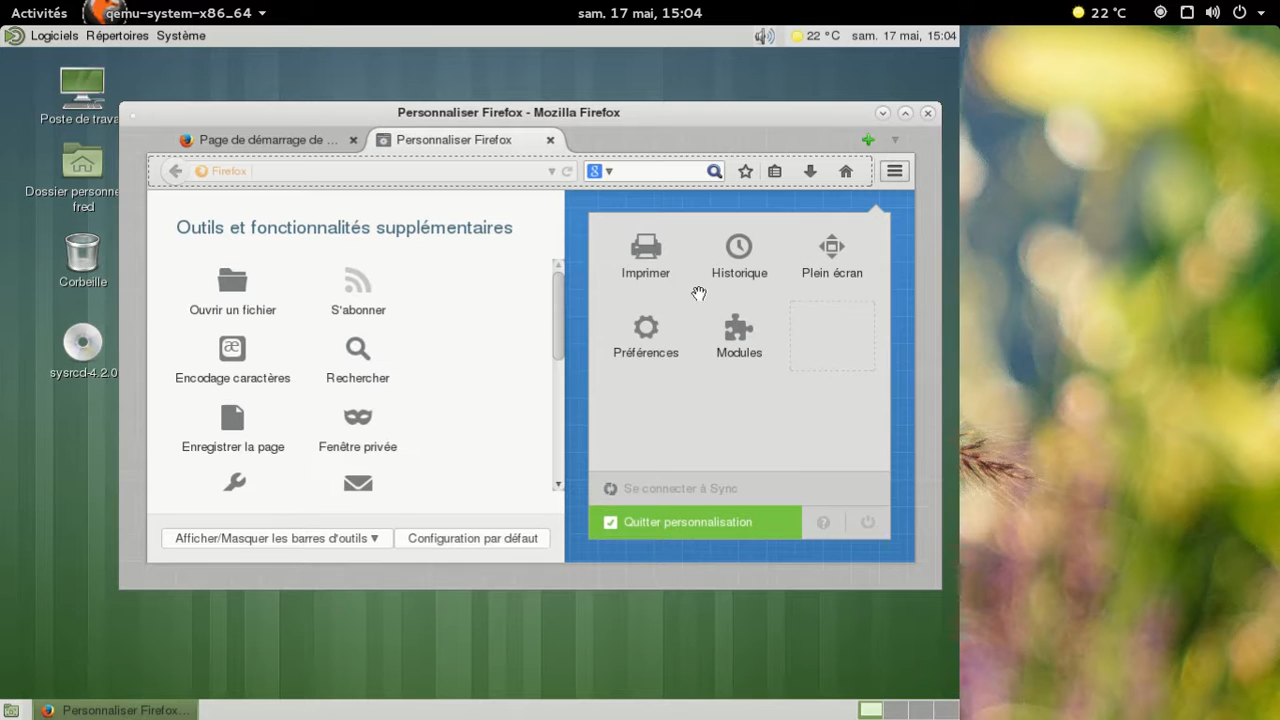 Activités
qemu-system-x86_64
sam. 17 mai, 15:04
22 °C
Logiciels Répertoires Système
22 °C sam. 17 mai, 15:04
Poste de trava
Dossier personne
fred
Corbeille
sysrcd-4.2.0
Personnaliser Firefox - Mozilla Firefox
Page de démarrage de ...
Personnaliser Firefox
Firefox
Outils et fonctionnalités supplémentaires
Ouvrir un fichier
S'abonner
Encodage caractères
Rechercher
Enregistrer la page
Fenêtre privée
Afficher/Masquer les barres d'outils
Configuration par défaut
Imprimer
Historique
Plein écran
Préférences
Modules
Se connecter à Sync
Quitter personnalisation
Personnaliser Firefox...